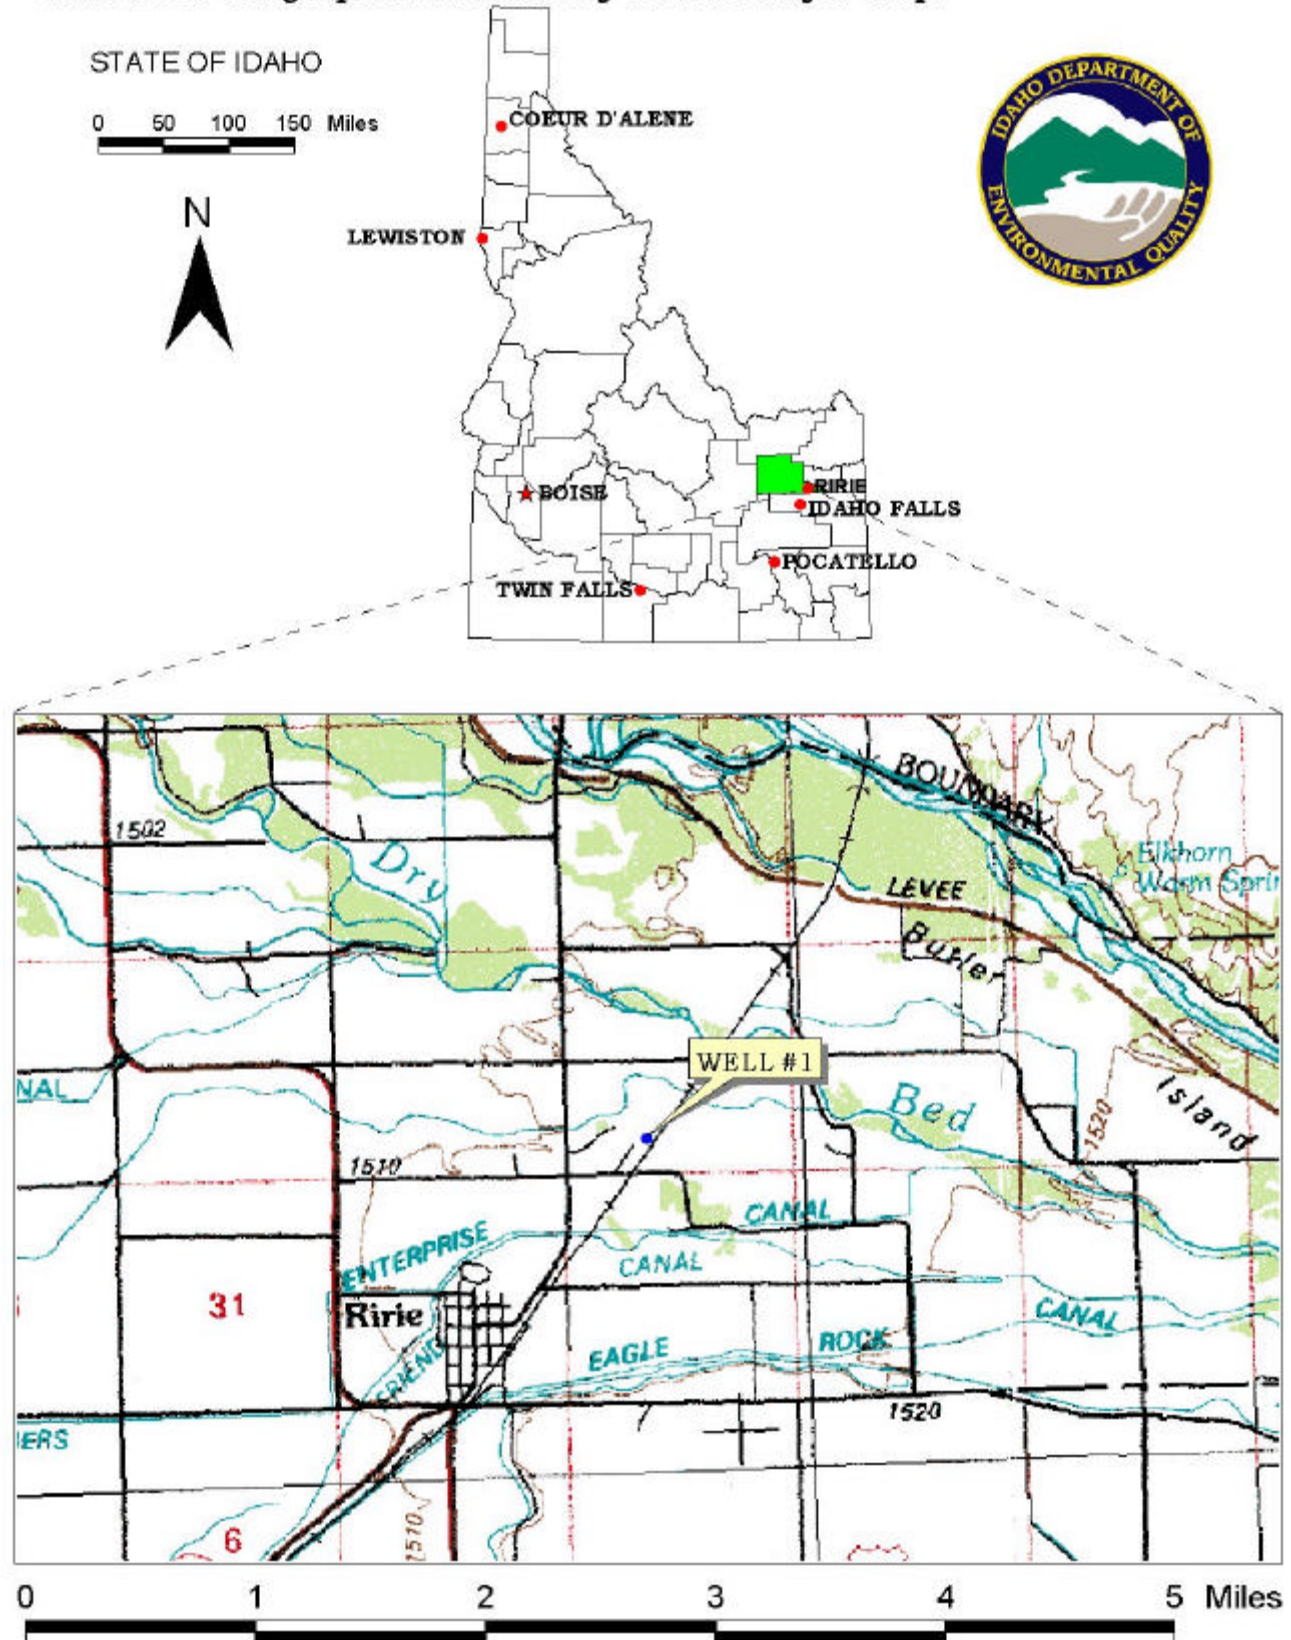 STATE OF IDAHO
0 50 100 150 Miles
N
COEUR D'ALENE
LEWISTON
IDAHO DEPARTMENT OF
ENVIRONMENTAL QUALITY
BOISE
RIRIE
IDAHO FALLS
POCATELLO
TWIN FALLS
BOUNDARY
1502
Dry
Elkhorn
Warm Sprin
LEVEE
Butler
WELL #1
NAL
Bed
Island
1520
1510
CANAL
ENTERPRISE
CANAL
31
Ririe
CANAL
EAGLE
ROCK
FRIEND
1520
ERS
6
1510
0 1 2 3 4 5 Miles